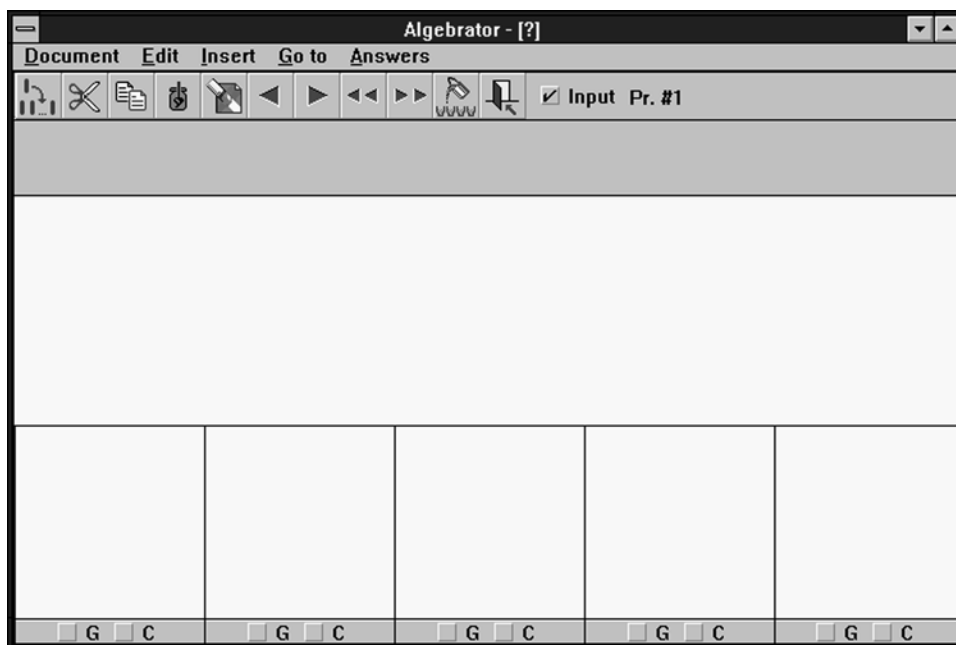 Algebrator - [?]
Document Edit Insert Go to Answers
Input Pr. #1
G C G C G C G C G C